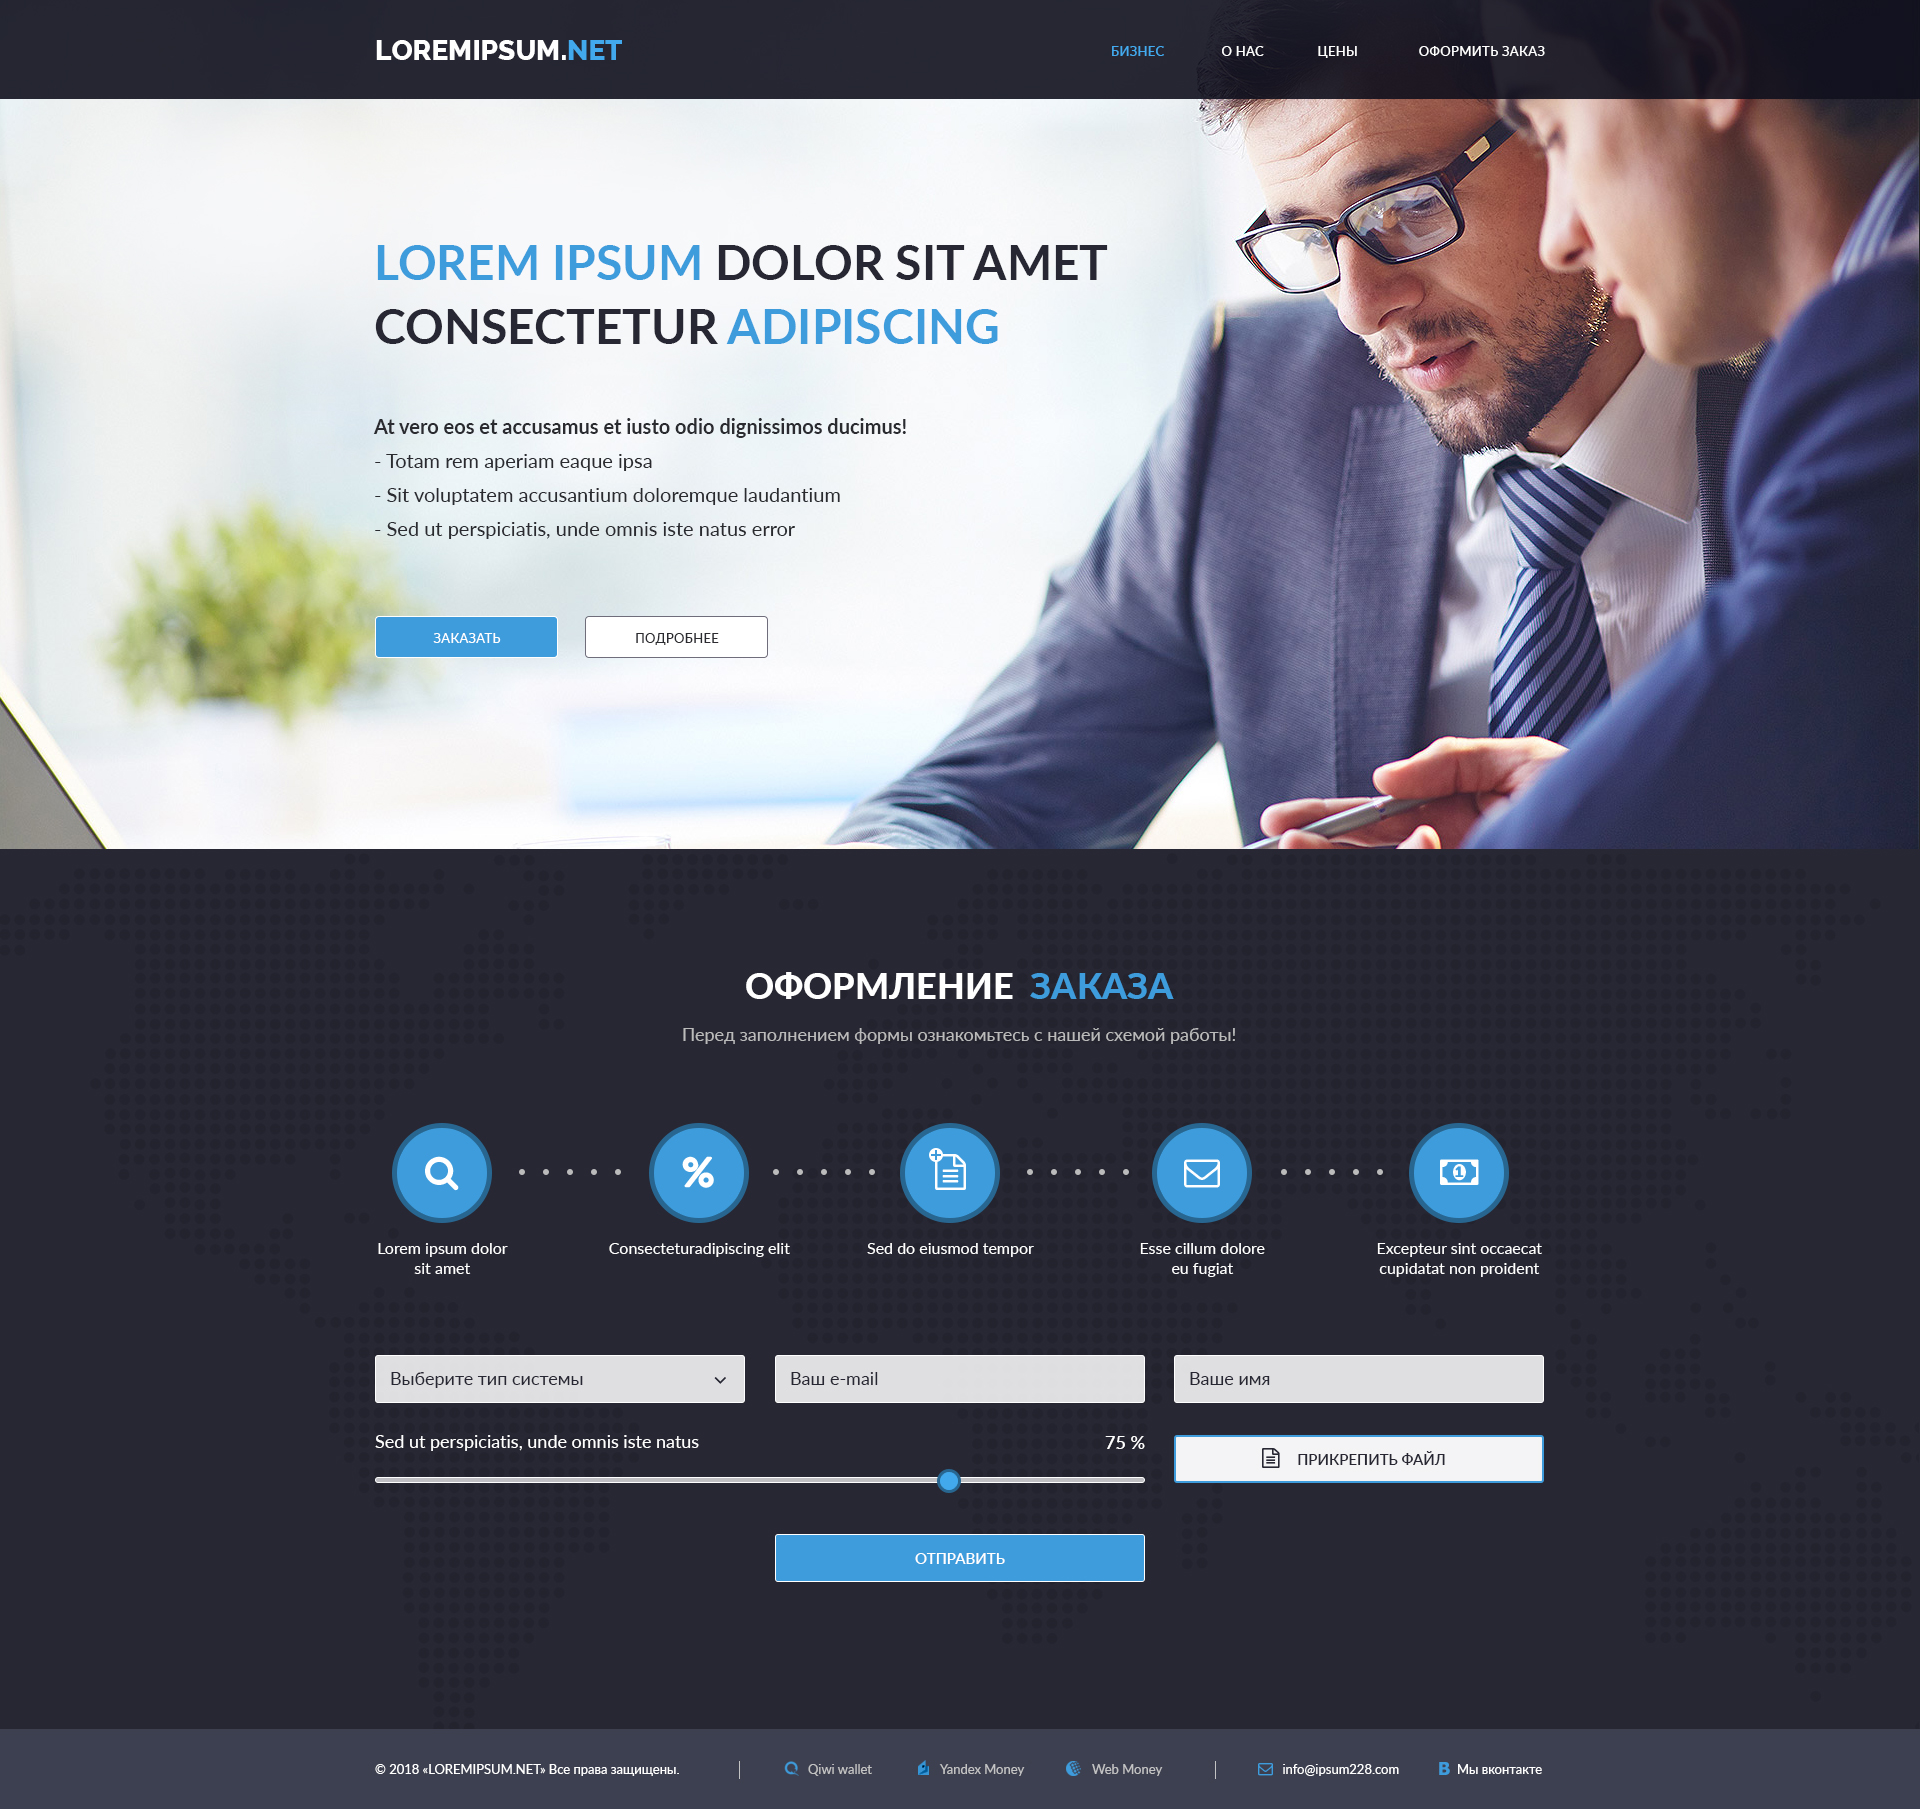 LOREMIPSUM.NET
БИЗНЕС
О НАС
ЦЕНЫ
ОФОРМИТЬ ЗАКАЗ
LOREM IPSUM DOLOR SIT AMET
CONSECTETUR ADIPISCING
At vero eos et accusamus et iusto odio dignissimos ducimus!
- Totam rem aperiam eaque ipsa
- Sit voluptatem accusantium doloremque laudantium
- Sed ut perspiciatis, unde omnis iste natus error
ЗАКАЗАТЬ
ПОДРОБНЕЕ
ОФОРМЛЕНИЕ ЗАКАЗА
Перед заполнением формы ознакомьтесь с нашей схемой работы!
Lorem ipsum dolor
sit amet
Consecteturadipiscing elit
Sed do eiusmod tempor
Esse cillum dolore
eu fugiat
Excepteur sint occaecat
cupidatat non proident
Выберите тип системы
Ваш e-mail
Ваше имя
Sed ut perspiciatis, unde omnis iste natus
75 %
ПРИКРЕПИТЬ ФАЙЛ
ОТПРАВИТЬ
© 2018 «LOREMIPSUM.NET» Все права защищены.
Qiwi wallet
Yandex Money
Web Money
info@ipsum228.com
Мы вконтакте